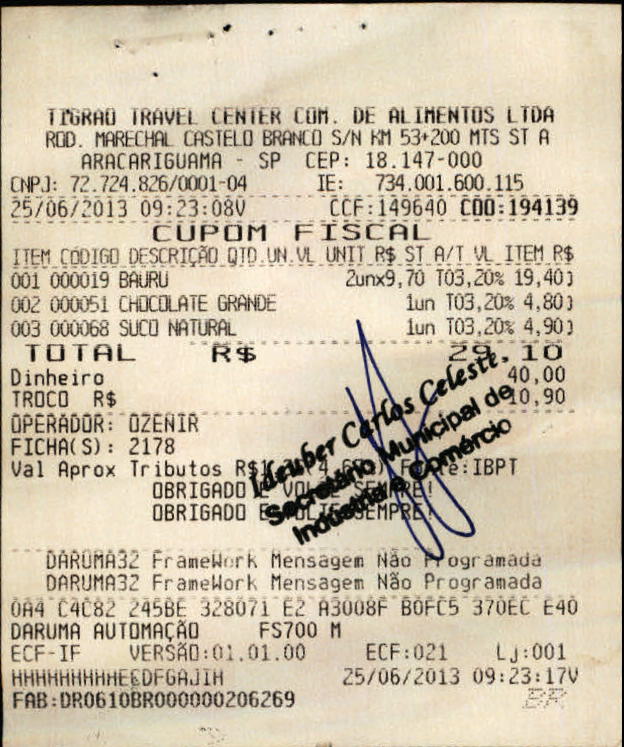 TIGRAO TRAVEL CENTER COM. DE ALIMENTOS LTDA
ROD. MARECHAL CASTELO BRANCO S/N KM 53+200 MTS ST A
ARACARIGUAMA - SP CEP: 18.147-000
CNPJ: 72.724.826/0001-04 IE: 734.001.600.115
25/06/2013 09:23:08V CCF:149640 COO:194139
CUPOM FISCAL
ITEM CÓDIGO DESCRIÇÃO QTD.UN.VL UNIT R$ ST A/T VL ITEM R$
001 000019 BAURU 2unx9,70 T03,20% 19,40J
002 000051 CHOCOLATE GRANDE 1un T03,20% 4,80J
003 000068 SUCO NATURAL 1un T03,20% 4,90J
TOTAL R$ 29,10
Dinheiro 40,00
TROCO R$ 10,90
OPERADOR: OZENIR
FICHA(S): 2178
Val Aprox Tributos R$ :IBPT
OBRIGADO E VOLTE SEMPRE!
OBRIGADO E VOLTE SEMPRE!
Ideuber Carlos Celeste.
Secretário Municipal de
Indústria e Comércio
DARUMA32 FrameWork Mensagem Não Programada
DARUMA32 FrameWork Mensagem Não Programada
0A4 C4C82 245BE 328071 E2 A3008F B0FC5 370EC E40
DARUMA AUTOMAÇÃO FS700 M
ECF-IF VERSÃO:01.01.00 ECF:021 Lj:001
HHHHHHHHHEEDFGAJIH 25/06/2013 09:23:17V
FAB:DR0610BR000000206269
BR